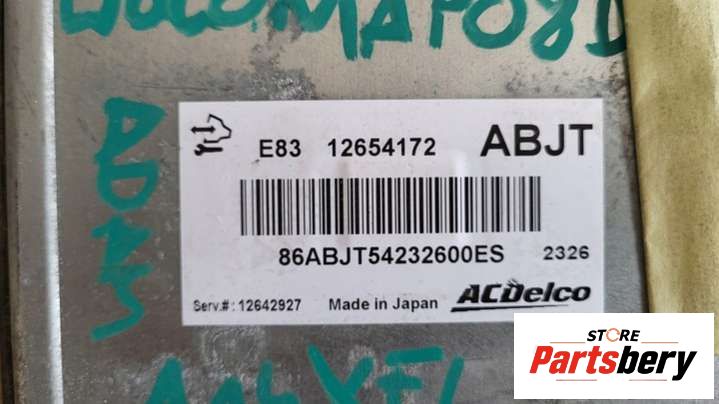 E83 12654172 ABJT
86ABJT54232600ES 2326
Serv.#: 12642927 Made in Japan ACDelco
STORE
Partsbery